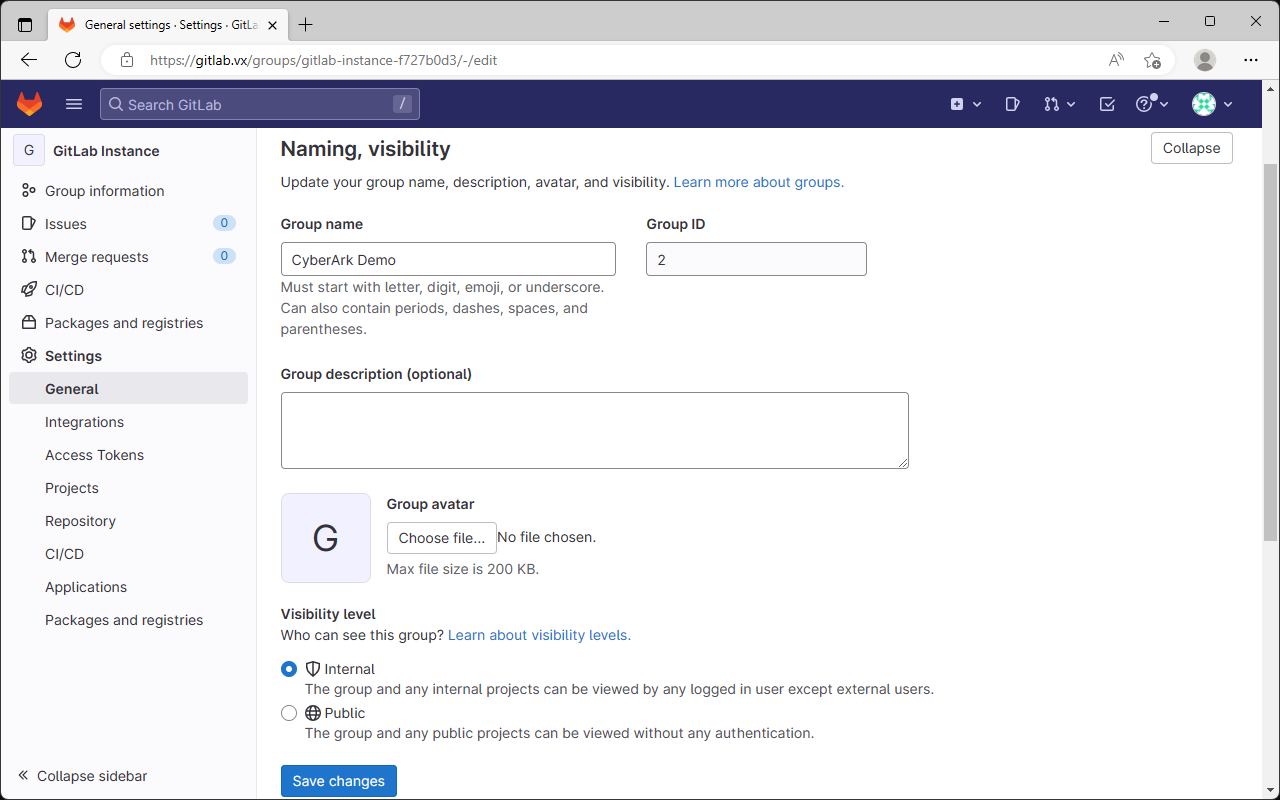 General settings · Settings · GitLa
https://gitlab.vx/groups/gitlab-instance-f727b0d3/-/edit
Search GitLab
/
G
GitLab Instance
Group information
Issues
0
Merge requests
0
CI/CD
Packages and registries
Settings
General
Integrations
Access Tokens
Projects
Repository
CI/CD
Applications
Packages and registries
Collapse sidebar
Naming, visibility
Collapse
Update your group name, description, avatar, and visibility. Learn more about groups.
Group name
Group ID
CyberArk Demo
2
Must start with letter, digit, emoji, or underscore.
Can also contain periods, dashes, spaces, and
parentheses.
Group description (optional)
G
Group avatar
Choose file... No file chosen.
Max file size is 200 KB.
Visibility level
Who can see this group? Learn about visibility levels.
Internal
The group and any internal projects can be viewed by any logged in user except external users.
Public
The group and any public projects can be viewed without any authentication.
Save changes